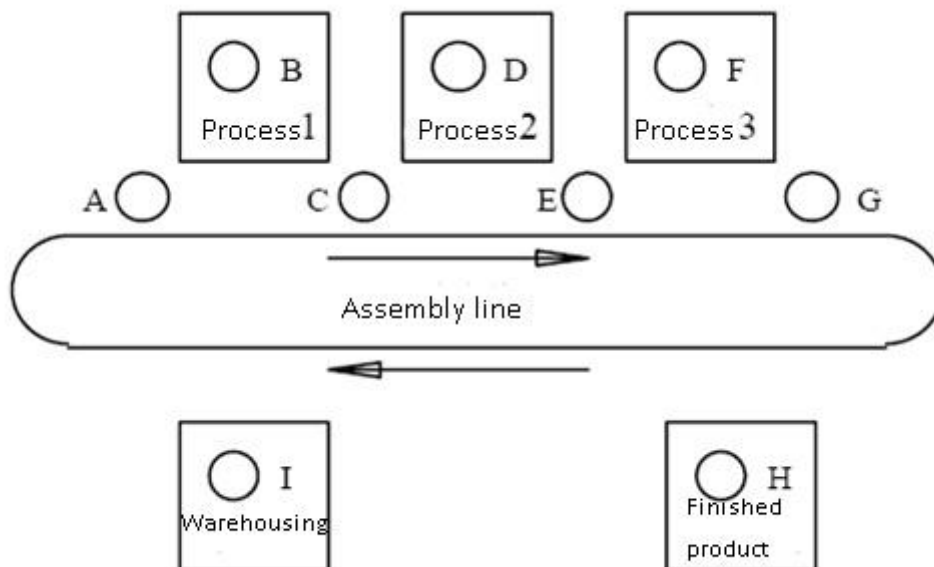 B
D
F
Process1
Process2
Process3
A
C
E
G
Assembly line
I
H
Warehousing
Finished
product